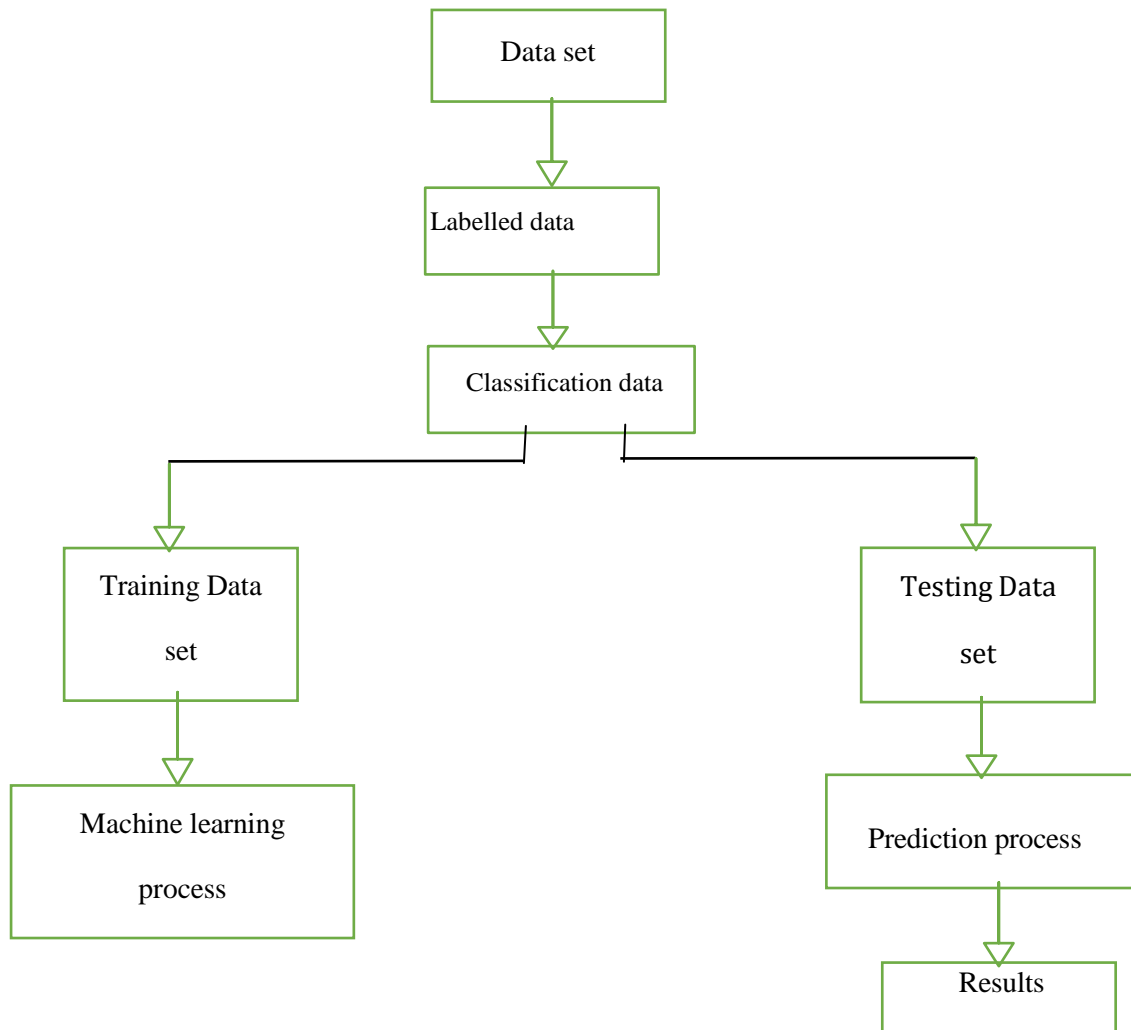 Data set
Labelled data
Classification data
Training Data
set
Testing Data
set
Machine learning
process
Prediction process
Results